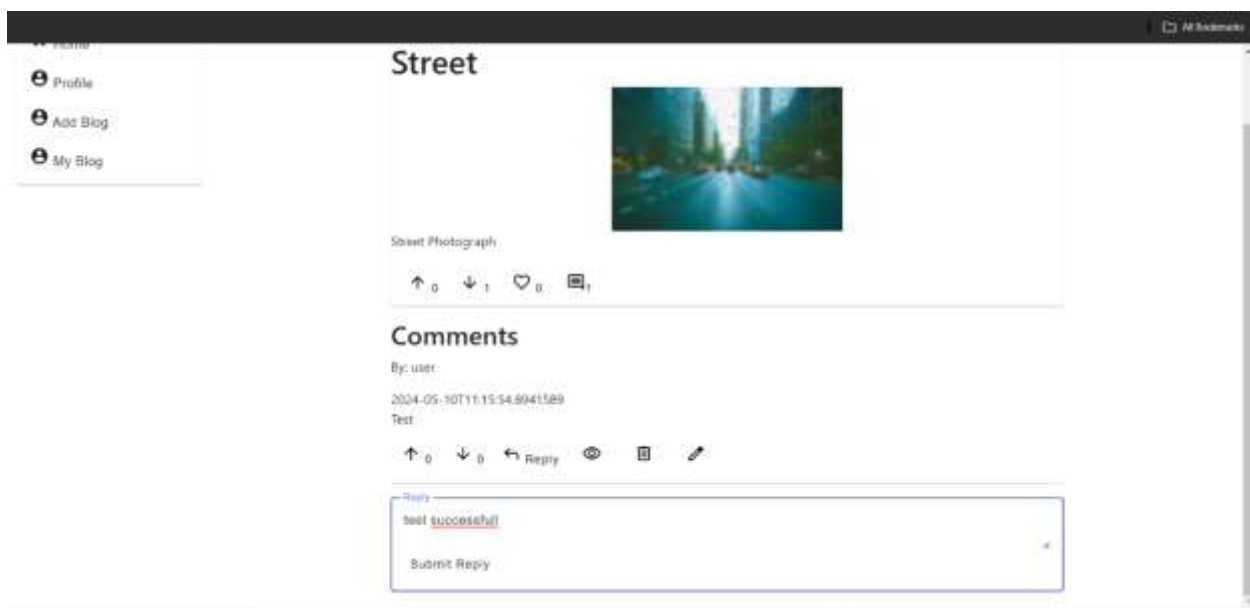 All Bookmarks
Home
Profile
Add Blog
My Blog
Street
Street Photograph
0 1 0 1
Comments
By: user
2024-05-10T11:15:54.8941589
Test
0 0 Reply
Reply
test successfull
Submit Reply